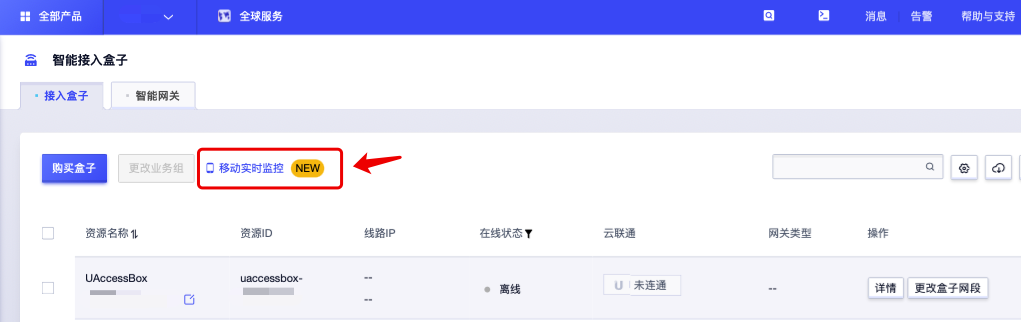 全部产品 全球服务 消息 告警 帮助与支持
智能接入盒子
接入盒子 智能网关
购买盒子 更改业务组 移动实时监控 NEW
资源名称 资源ID 线路IP 在线状态 云联通 网关类型 操作
UAccessBox uaccessbox- -- 离线 U 未连通 -- 详情 更改盒子网段
--